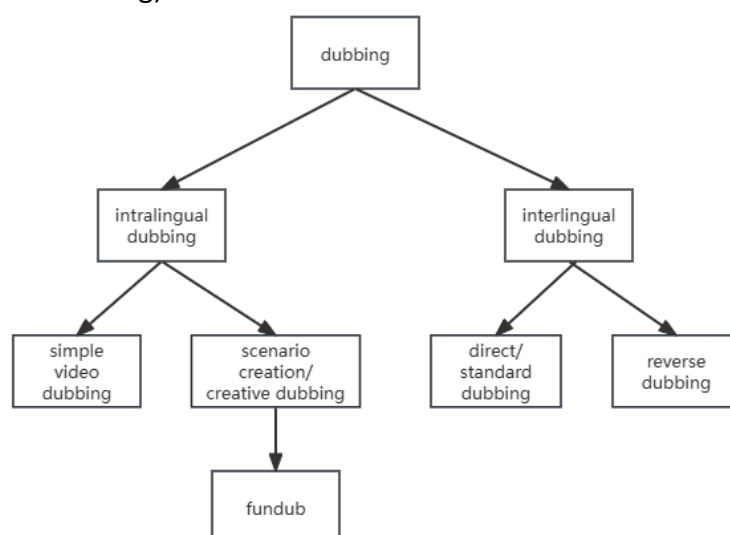 dubbing
intralingual
dubbing
interlingual
dubbing
simple
video
dubbing
scenario
creation/
creative dubbing
direct/
standard
dubbing
reverse
dubbing
fundub